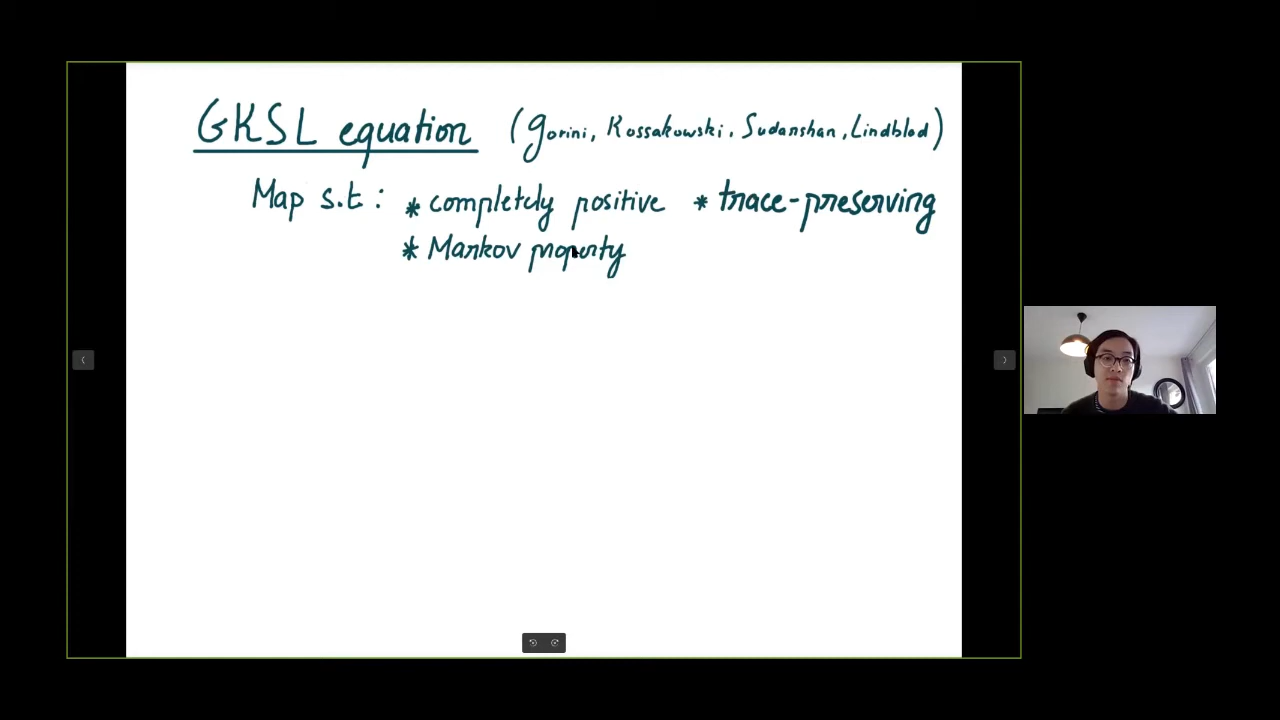 GKSL equation (Gorini, Kossakowski, Sudarshan, Lindblad)
Map s.t: * completely positive * trace-preserving
* Markov property